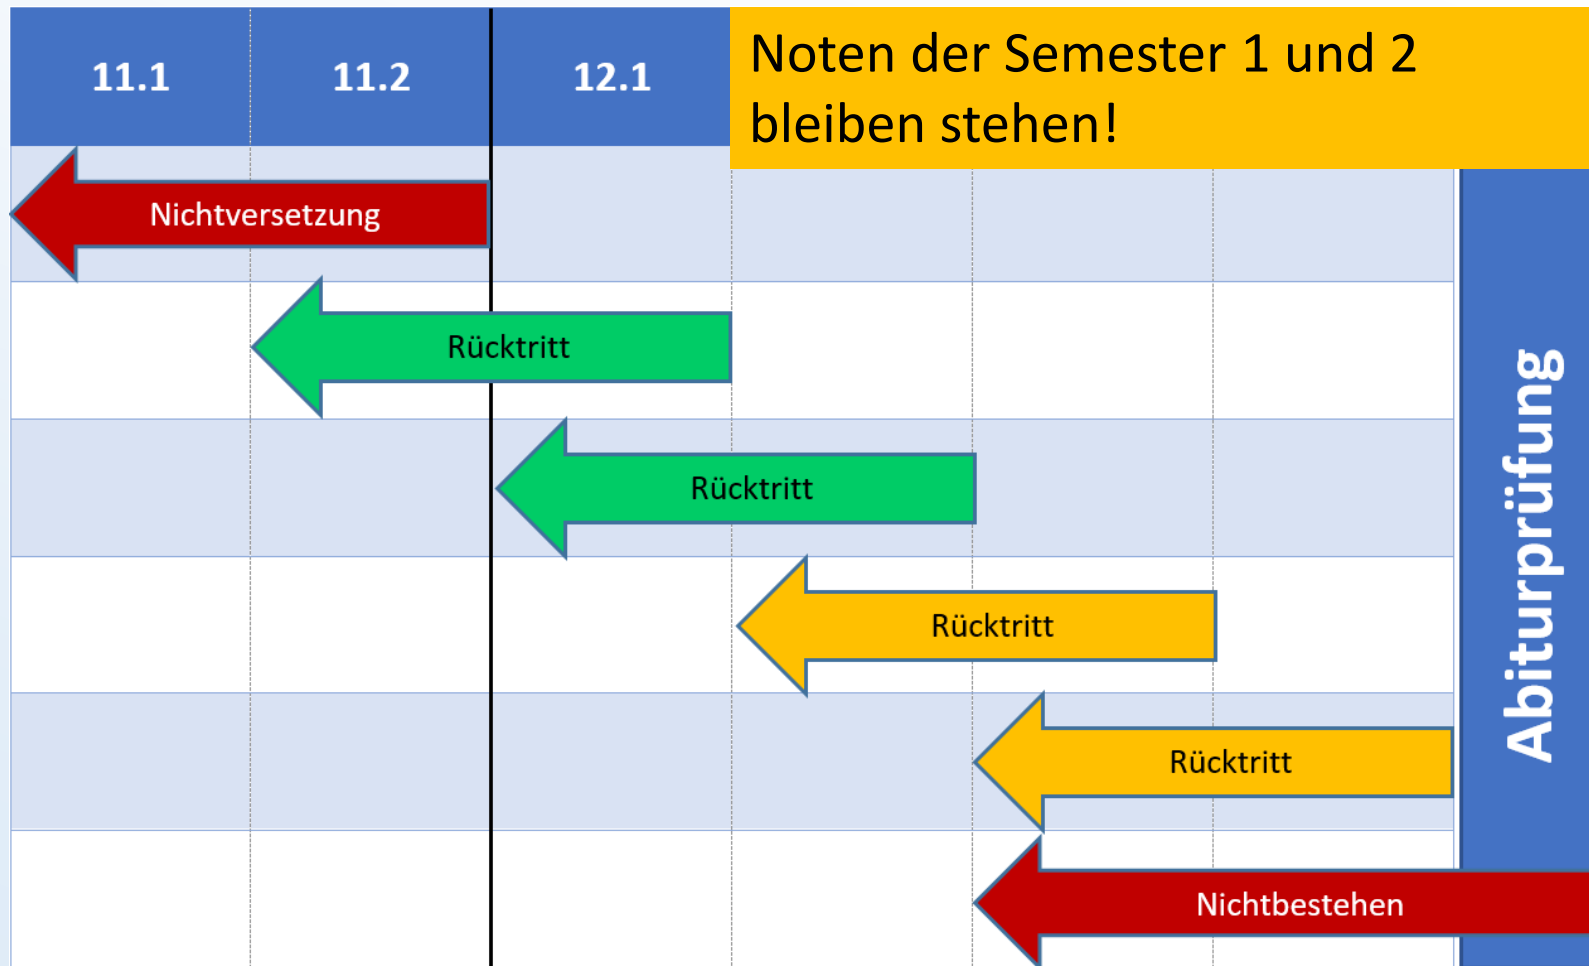 11.1
11.2
12.1
Noten der Semester 1 und 2
bleiben stehen!
Nichtversetzung
Rücktritt
Rücktritt
Rücktritt
Rücktritt
Nichtbestehen
Abiturprüfung